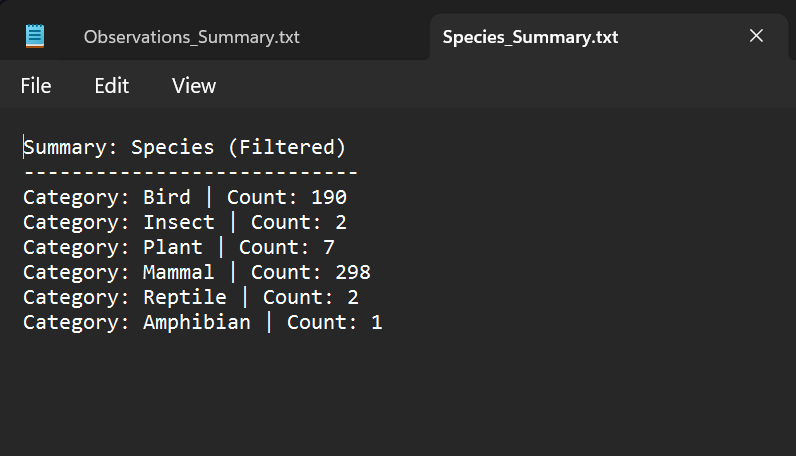 Observations_Summary.txt
Species_Summary.txt
File Edit View
Summary: Species (Filtered)
----------------------------
Category: Bird | Count: 190
Category: Insect | Count: 2
Category: Plant | Count: 7
Category: Mammal | Count: 298
Category: Reptile | Count: 2
Category: Amphibian | Count: 1